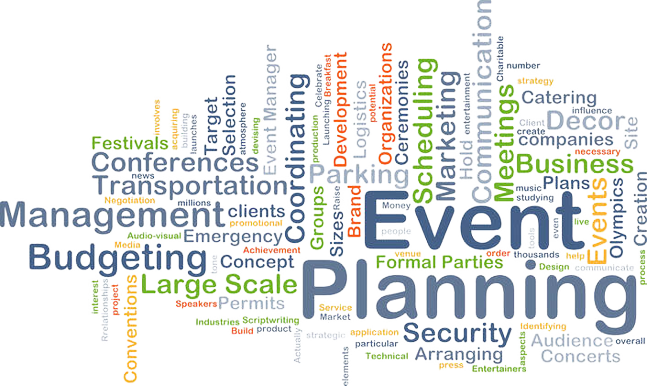 Communication
Charitable
number
strategy
Catering
influence
Client
Decor
create
companies
Site
necessary
Business
music
Plans
studying
Events
Olympics
Creation
process
Hold
entertainment
Meetings
Marketing
Scheduling
Organizations
Ceremonies
potential
Logistics
Development
Breakfast
Celebrate
Launching
production
Coordinating
Event Manager
devising
atmosphere
Selection
Target
launches
building
acquiring
involves
Festivals
Conferences
news
Transportation
Parking
Negotiation
millions
Management
clients
promotional
Groups
Sizes
Raise
Brand
Money
people
Event
tools
even
live
Audio-visual
Emergency
Media
Achievement
Budgeting
tone
Concept
venue
order
thousands
help
Formal Parties
Design
communicate
interest
Rrelationships
project
Conventions
Large Scale
Planning
Speakers
Permits
Service
Market
Industries
Scriptwriting
Build
product
Actually
strategic
elements
application
particular
Security
Identifying
Technical
Arranging
aspects
Audience
overall
press
Entertainers
Concerts